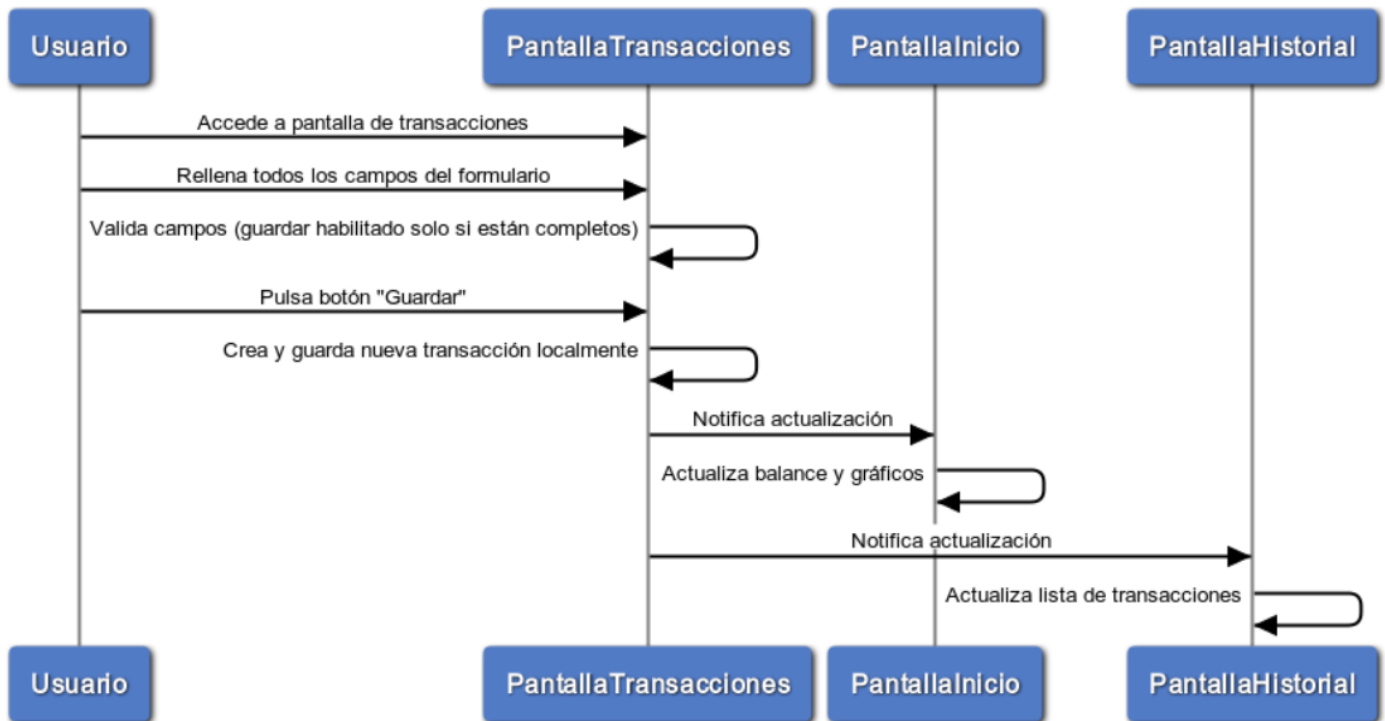 Usuario
PantallaTransacciones
PantallaInicio
PantallaHistorial
Accede a pantalla de transacciones
Rellena todos los campos del formulario
Valida campos (guardar habilitado solo si están completos)
Pulsa botón "Guardar"
Crea y guarda nueva transacción localmente
Notifica actualización
Actualiza balance y gráficos
Notifica actualización
Actualiza lista de transacciones
Usuario
PantallaTransacciones
PantallaInicio
PantallaHistorial